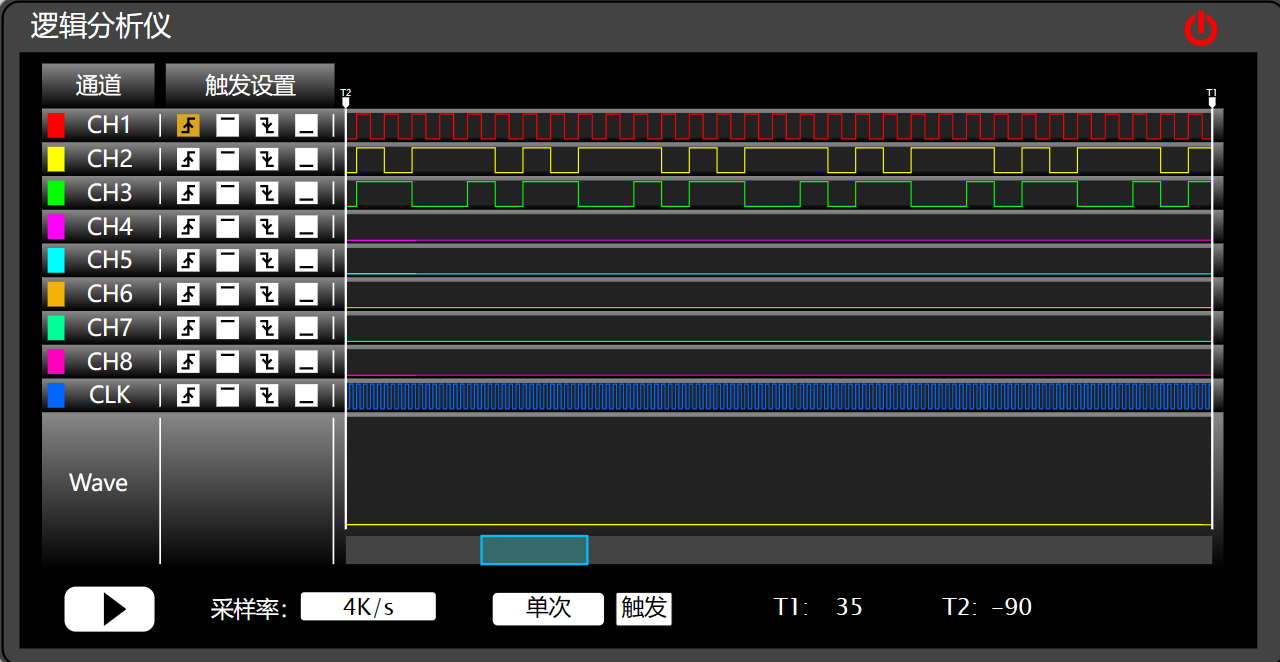 逻辑分析仪
通道 触发设置
T2 T1
CH1
CH2
CH3
CH4
CH5
CH6
CH7
CH8
CLK
Wave
采样率: 4K/s 单次 触发 T1: 35 T2: -90